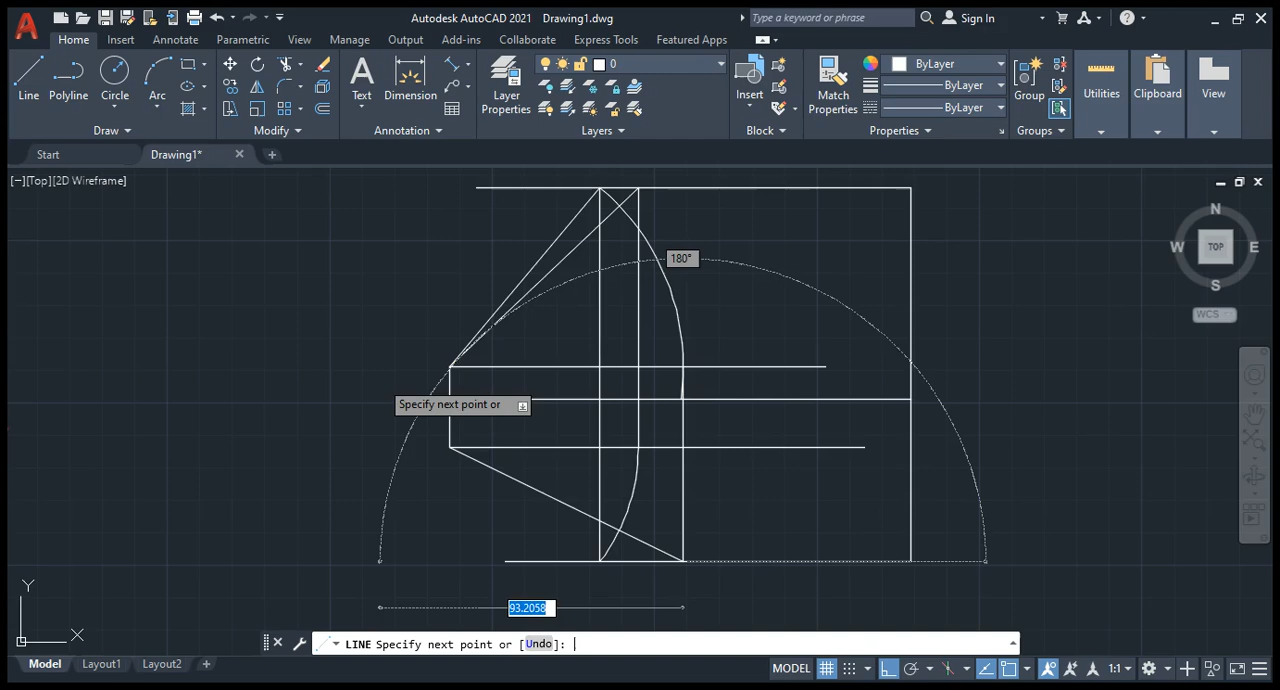 Autodesk AutoCAD 2021 Drawing1.dwg
Type a keyword or phrase
Sign In
Home Insert Annotate Parametric View Manage Output Add-ins Collaborate Express Tools Featured Apps
0
ByLayer
ByLayer
ByLayer
Line Polyline Circle Arc
Text Dimension
Layer Properties
Insert
Match Properties
Group
Utilities
Clipboard
View
Draw Modify Annotation Layers Block Properties Groups
Start Drawing1*
[−][Top][2D Wireframe]
N
W TOP E
S
WCS
180°
Specify next point or
93.2058
Y
X
LINE Specify next point or [Undo]:
Model Layout1 Layout2
MODEL 1:1